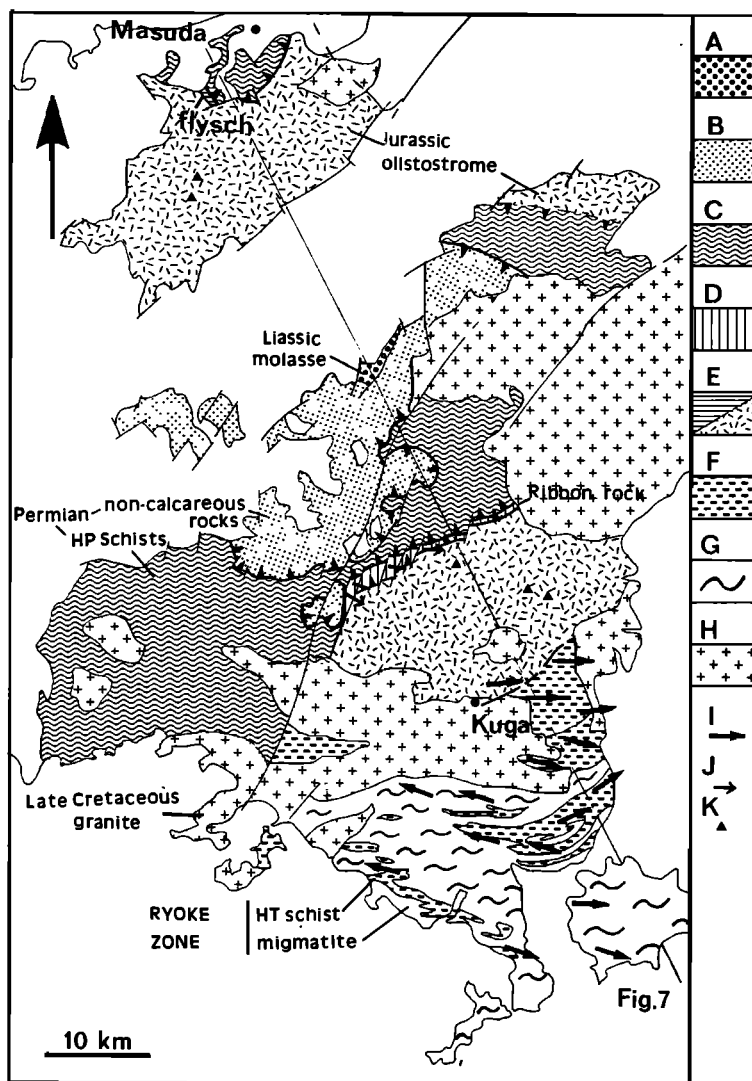 Masuda
flysch
Jurassic
olistostrome
Liassic
molasse
Permian
non-calcareous
rocks
HP Schists
Ribbon rock
Kuga
Late Cretaceous
granite
RYOKE
ZONE
HT schist
migmatite
Fig.7
10 km
A
B
C
D
E
F
G
H
I
J
K